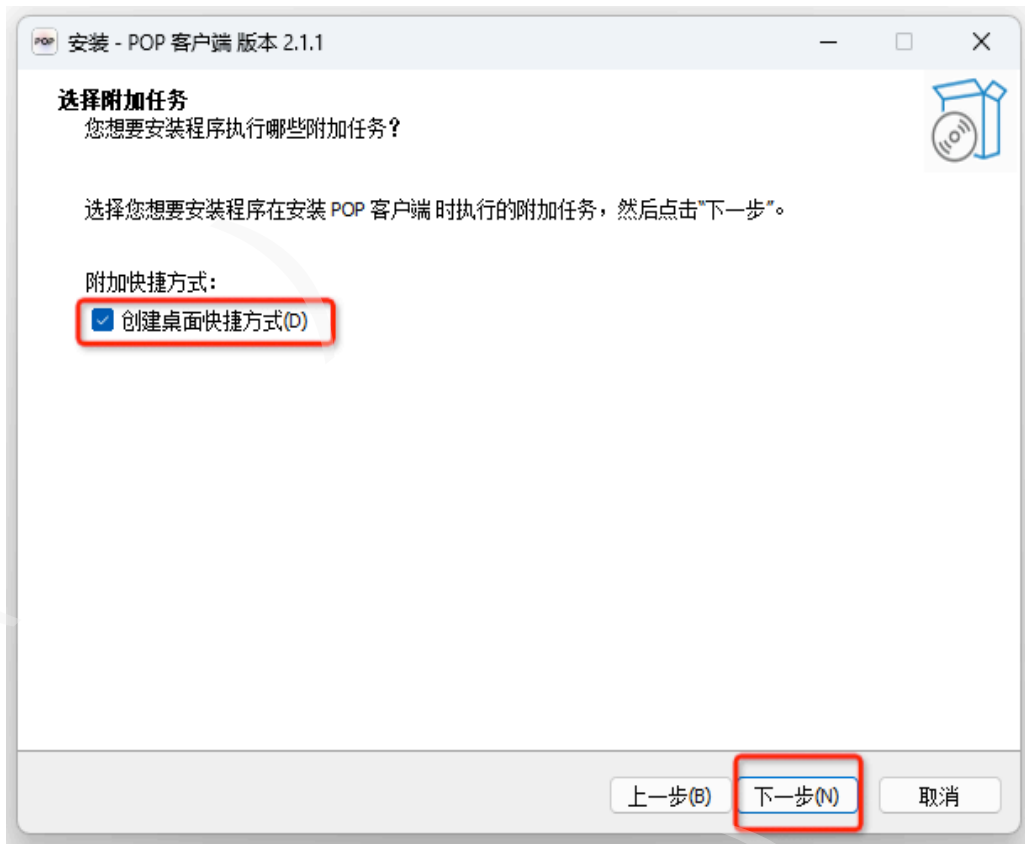 POP 安装 - POP 客户端 版本 2.1.1
选择附加任务
您想要安装程序执行哪些附加任务？
选择您想要安装程序在安装 POP 客户端 时执行的附加任务，然后点击“下一步”。
附加快捷方式：
创建桌面快捷方式(D)
上一步(B)
下一步(N)
取消